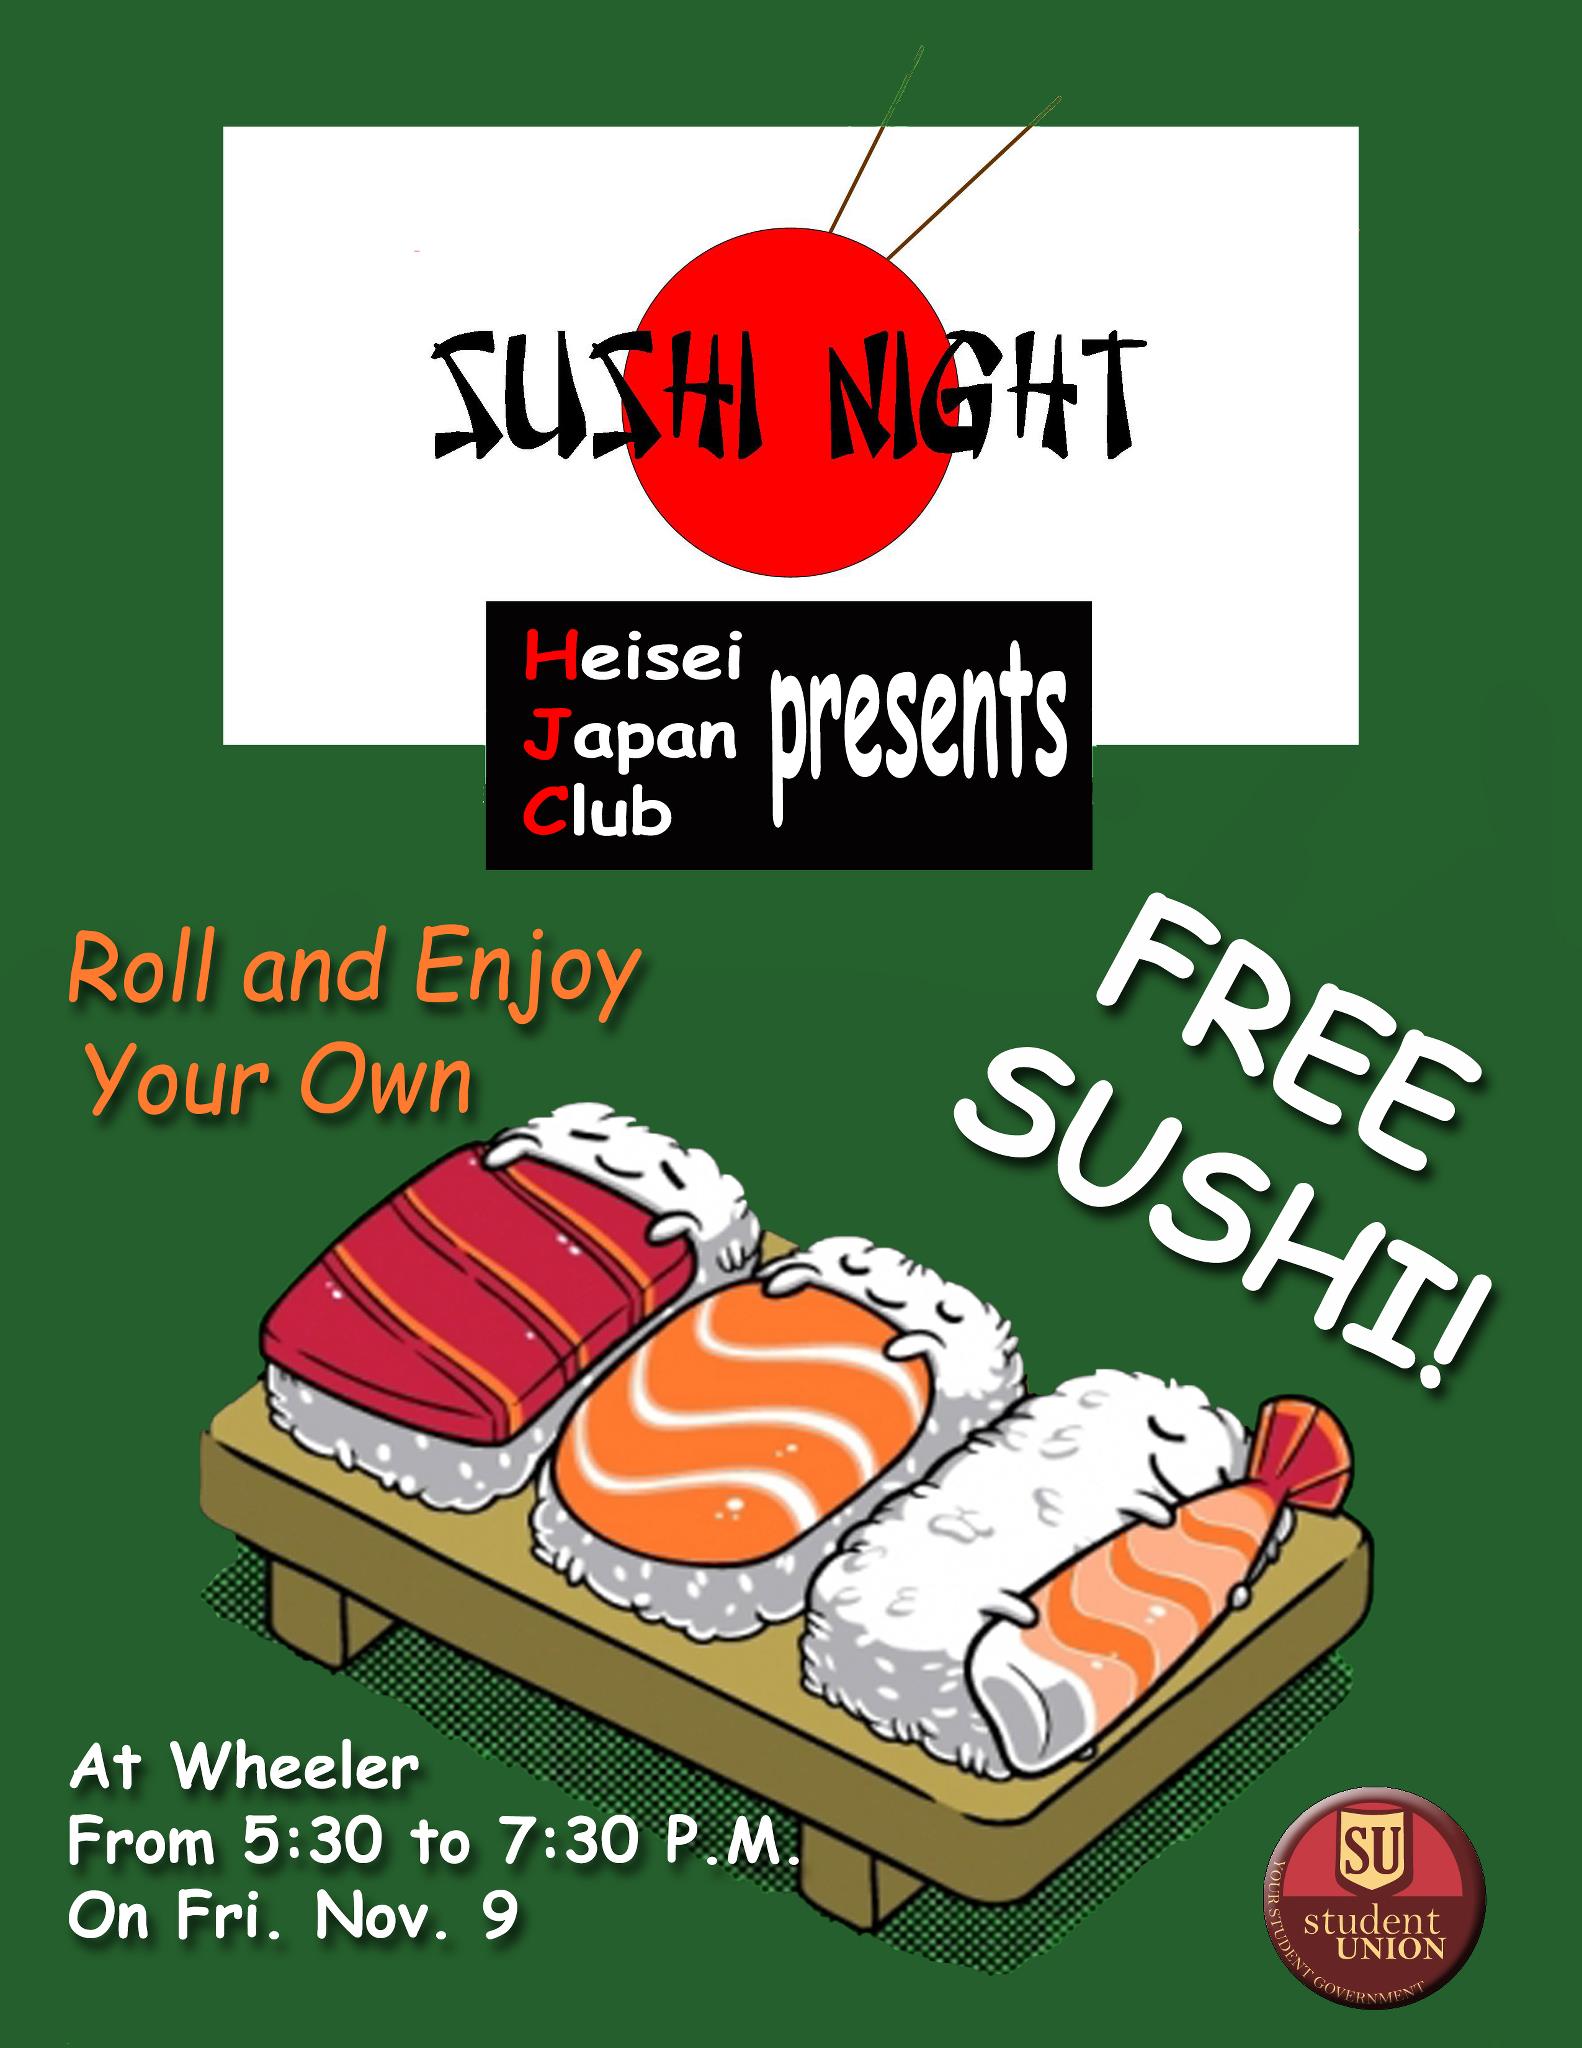 SUSHI NIGHT
Heisei
Japan
Club
presents
Roll and Enjoy
Your Own
FREE
SUSHI!
At Wheeler
From 5:30 to 7:30 P.M.
On Fri. Nov. 9
SU
student
UNION
YOUR STUDENT GOVERNMENT